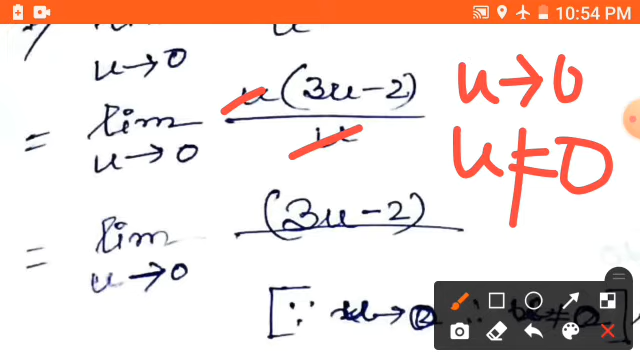 10:54 PM
u→0
= lim u→0 u(3u-2) / u
u→0
u≠0
= lim u→0 (3u-2)